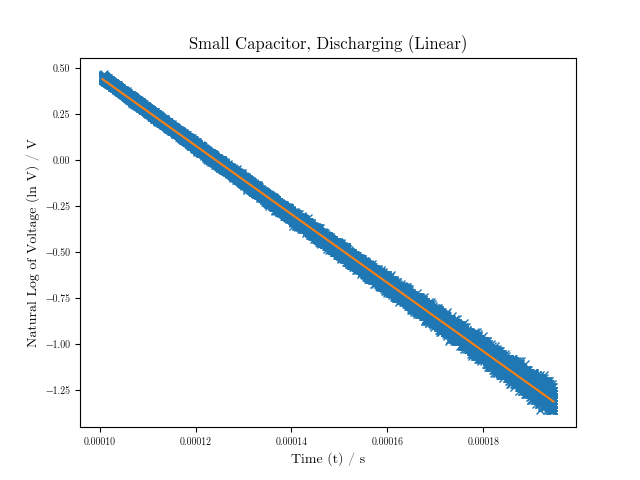 Small Capacitor, Discharging (Linear)
Natural Log of Voltage (ln V) / V
0.50
0.25
0.00
−0.25
−0.50
−0.75
−1.00
−1.25
0.00010 0.00012 0.00014 0.00016 0.00018
Time (t) / s